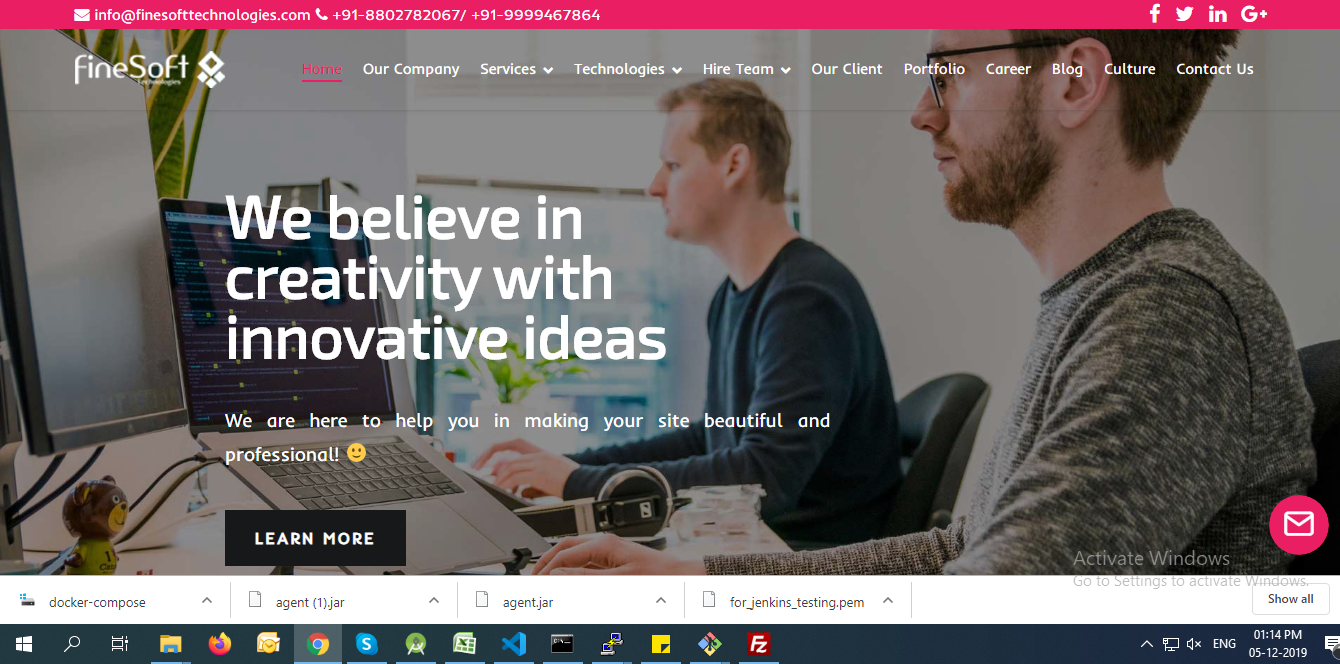 info@finesofttechnologies.com +91-8802782067/ +91-9999467864
fineSoft
Technologies
Home Our Company Services Technologies Hire Team Our Client Portfolio Career Blog Culture Contact Us
We believe in
creativity with
innovative ideas
We are here to help you in making your site beautiful and
professional!
LEARN MORE
Activate Windows
Go to Settings to activate Windows.
docker-compose agent (1).jar agent.jar for_jenkins_testing.pem Show all
ENG 01:14 PM
05-12-2019